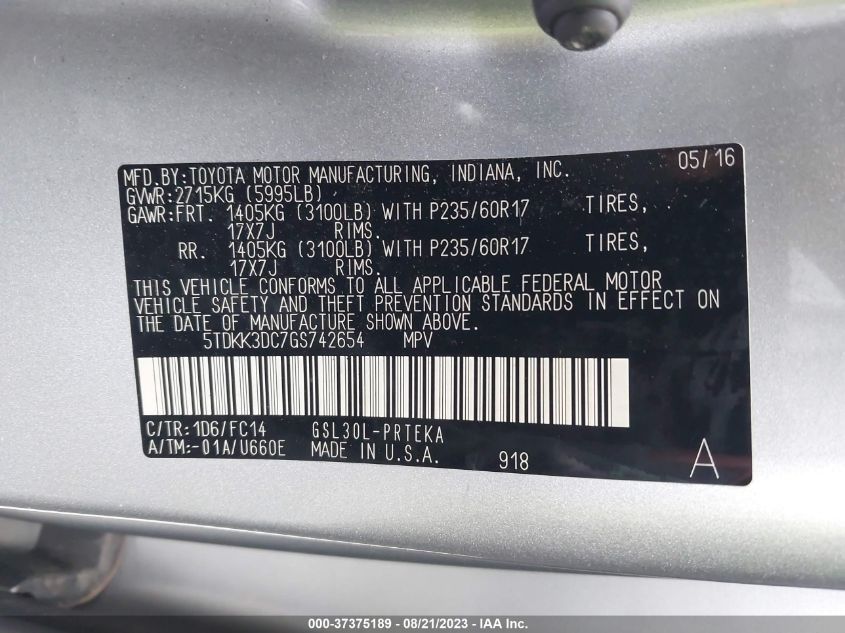 MFD.BY:TOYOTA MOTOR MANUFACTURING, INDIANA, INC. 05/16
GVWR:2715KG (5995LB)
GAWR:FRT. 1405KG (3100LB) WITH P235/60R17 TIRES,
17X7J RIMS.
RR. 1405KG (3100LB) WITH P235/60R17 TIRES,
17X7J RIMS.
THIS VEHICLE CONFORMS TO ALL APPLICABLE FEDERAL MOTOR
VEHICLE SAFETY AND THEFT PREVENTION STANDARDS IN EFFECT ON
THE DATE OF MANUFACTURE SHOWN ABOVE.
5TDKK3DC7GS742654 MPV
C/TR:1D6/FC14 GSL30L-PRTEKA
A/TM:-01A/U660E MADE IN U.S.A. 918 A
000-37375189 - 08/21/2023 - IAA Inc.